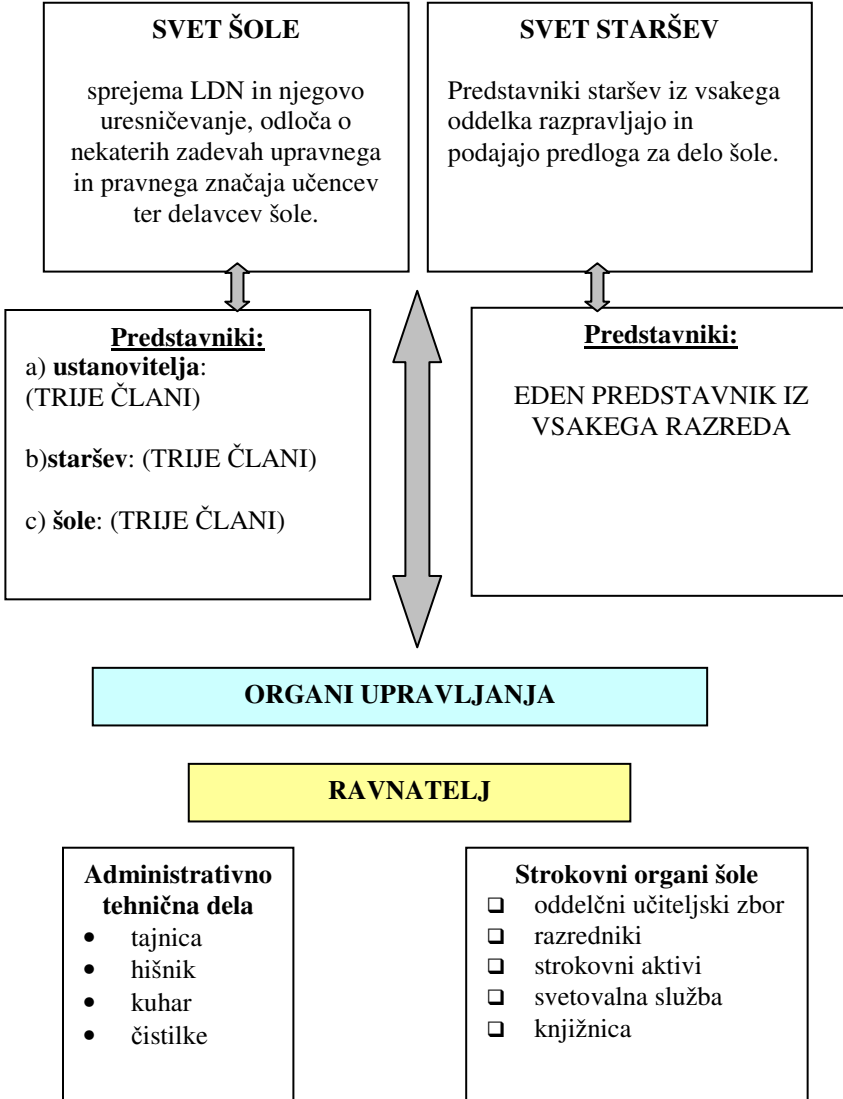 SVET ŠOLE
sprejema LDN in njegovo
uresničevanje, odloča o
nekaterih zadevah upravnega
in pravnega značaja učencev
ter delavcev šole.
SVET STARŠEV
Predstavniki staršev iz vsakega
oddelka razpravljajo in
podajajo predloga za delo šole.
Predstavniki:
a) ustanovitelja:
(TRIJE ČLANI)
b)staršev: (TRIJE ČLANI)
c) šole: (TRIJE ČLANI)
Predstavniki:
EDEN PREDSTAVNIK IZ
VSAKEGA RAZREDA
ORGANI UPRAVLJANJA
RAVNATELJ
Administrativno
tehnična dela
• tajnica
• hišnik
• kuhar
• čistilke
Strokovni organi šole
❑ oddelčni učiteljski zbor
❑ razredniki
❑ strokovni aktivi
❑ svetovalna služba
❑ knjižnica